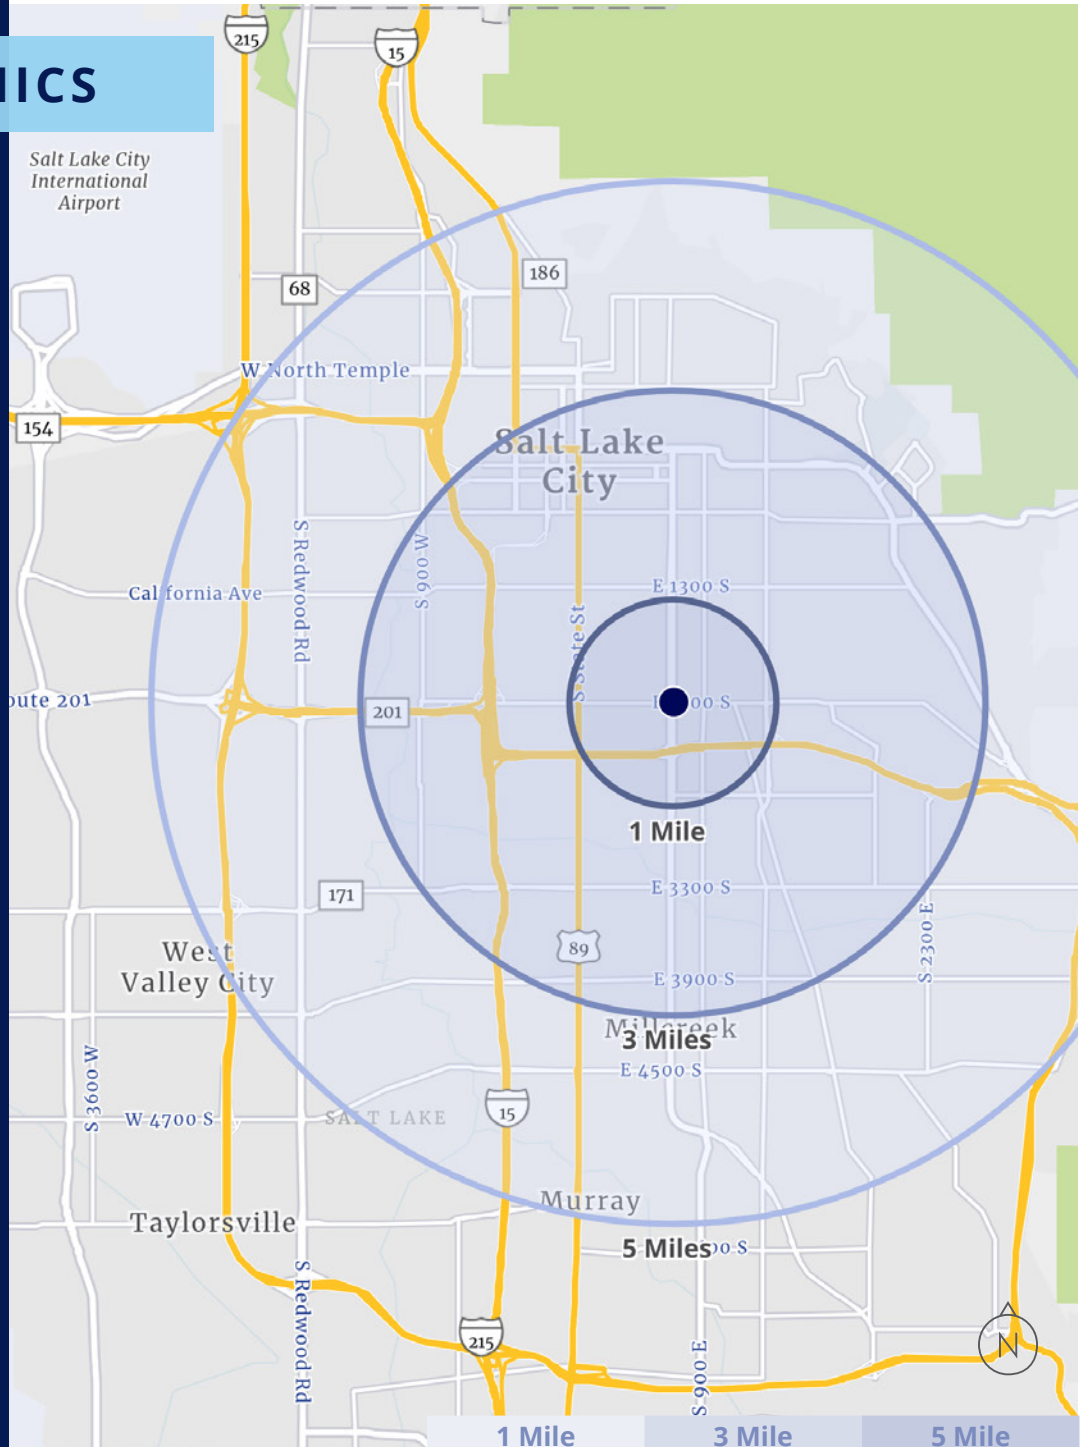 215
15
ICS
Salt Lake City
International
Airport
186
68
W North Temple
154
Salt Lake
City
S Redwood Rd
S 900 W
E 1300 S
California Ave
S State St
oute 201
201
00 S
1 Mile
171
E 3300 S
West
Valley City
89
S 2300 E
E 3900 S
Millcreek
3 Miles
E 4500 S
S 3600 W
15
W 4700 S
SALT LAKE
Murray
Taylorsville
5 Miles
00 S
S Redwood Rd
215
N
S 900 E
1 Mile
3 Mile
5 Mile